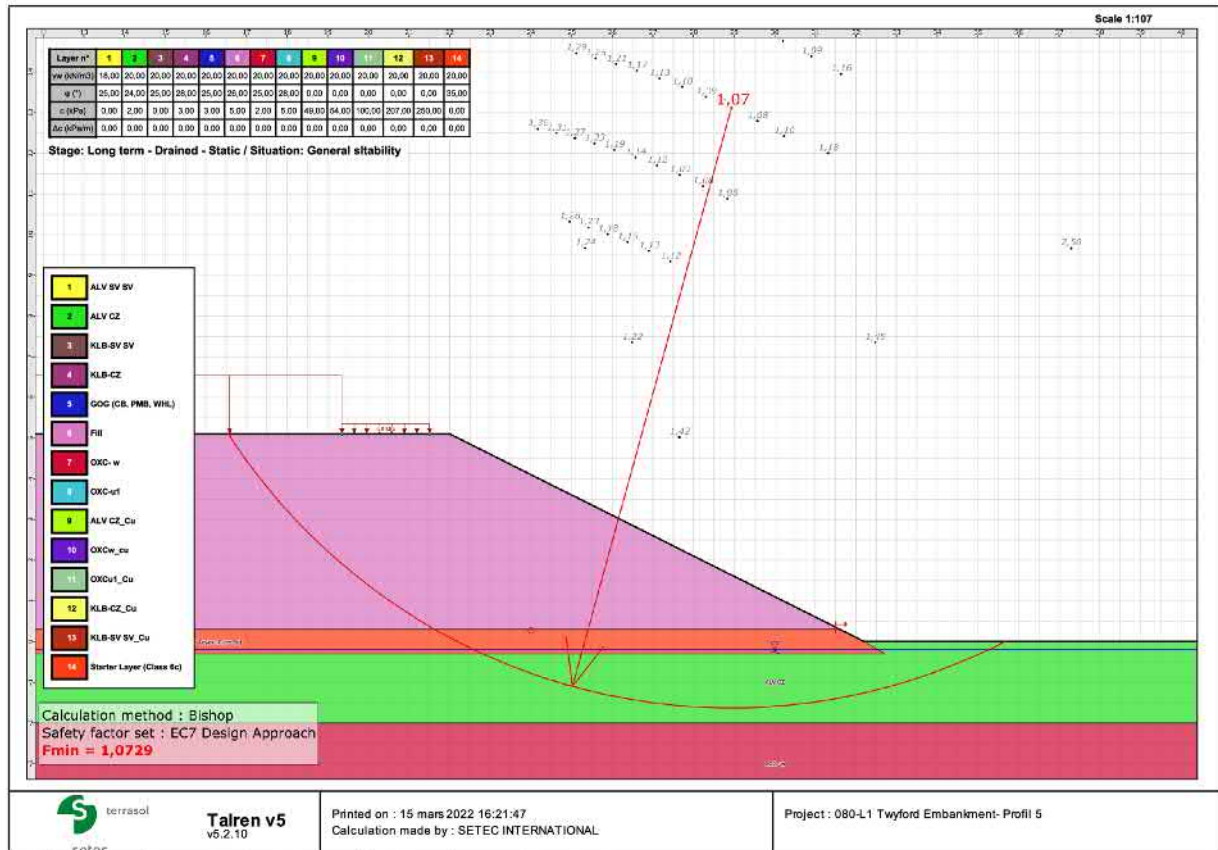 Scale 1:107
Layer n° 1 2 3 4 5 6 7 8 9 10 11 12 13 14
γw (kN/m3) 18,00 20,00 20,00 20,00 20,00 20,00 20,00 20,00 20,00 20,00 20,00 20,00 20,00 20,00
φ (°) 25,00 24,00 25,00 28,00 25,00 26,00 25,00 28,00 0,00 0,00 0,00 0,00 0,00 35,00
c (kPa) 0,00 2,00 0,00 3,00 3,00 5,00 2,00 5,00 49,00 64,00 100,00 207,00 250,00 0,00
Δc (kPa/m) 0,00 0,00 0,00 0,00 0,00 0,00 0,00 0,00 0,00 0,00 0,00 0,00 0,00 0,00
Stage: Long term - Drained - Static / Situation: General sltability
1,07
1,09
1,16
1,08
1,10
1,18
1,22
1,42
1 ALV SV SV
2 ALV CZ
3 KLB-SV SV
4 KLB-CZ
5 GOG (CB, PMB, WHL)
6 Fill
7 OXC- w
8 OXC-u1
9 ALV CZ_Cu
10 OXCw_cu
11 OXCu1_Cu
12 KLB-CZ_Cu
13 KLB-SV SV_Cu
14 Starter Layer (Class 6c)
Calculation method : Bishop
Safety factor set : EC7 Design Approach
Fmin = 1,0729
terrasol
setec
Talren v5
v5.2.10
Printed on : 15 mars 2022 16:21:47
Calculation made by : SETEC INTERNATIONAL
Project : 080-L1 Twyford Embankment- Profil 5